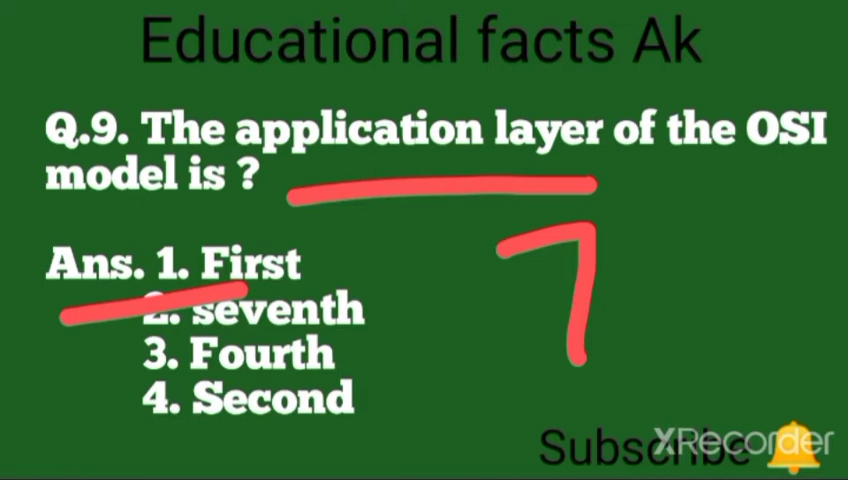 Educational facts Ak
Q.9. The application layer of the OSI
model is ?
7
Ans. 1. First
2. seventh
3. Fourth
4. Second
Subscribe
XRecorder